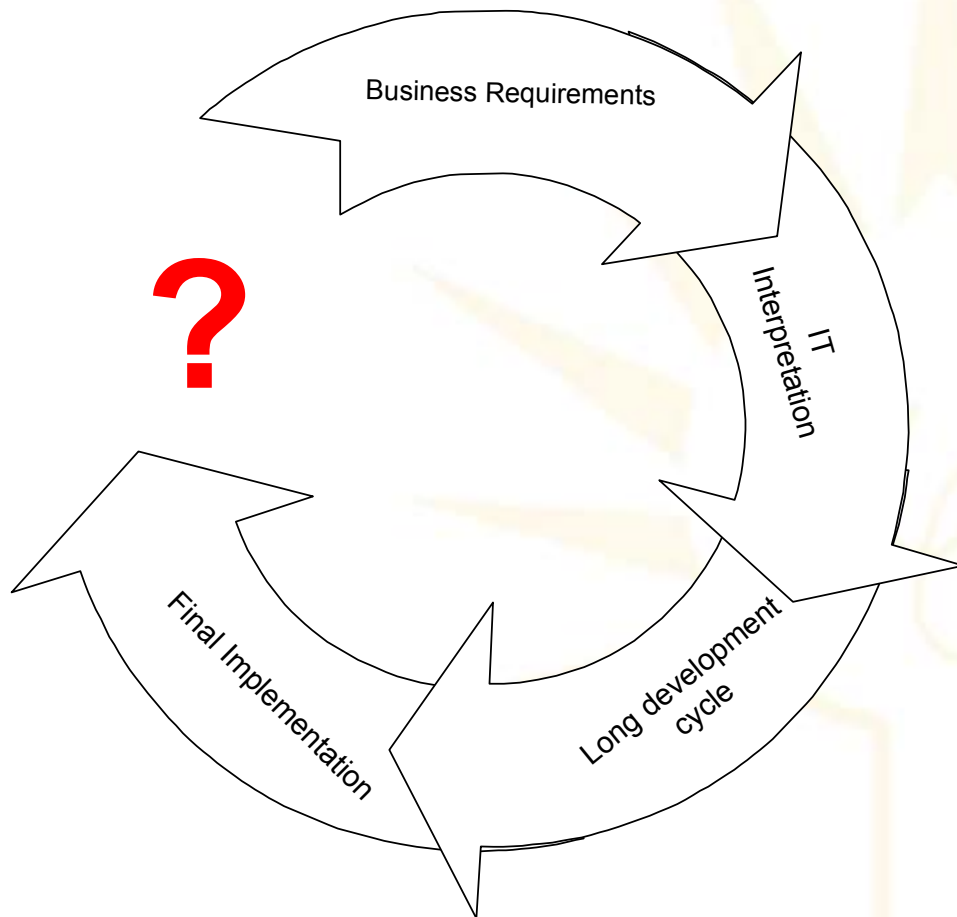 Business Requirements
IT
Interpretation
Long development
cycle
Final Implementation
?